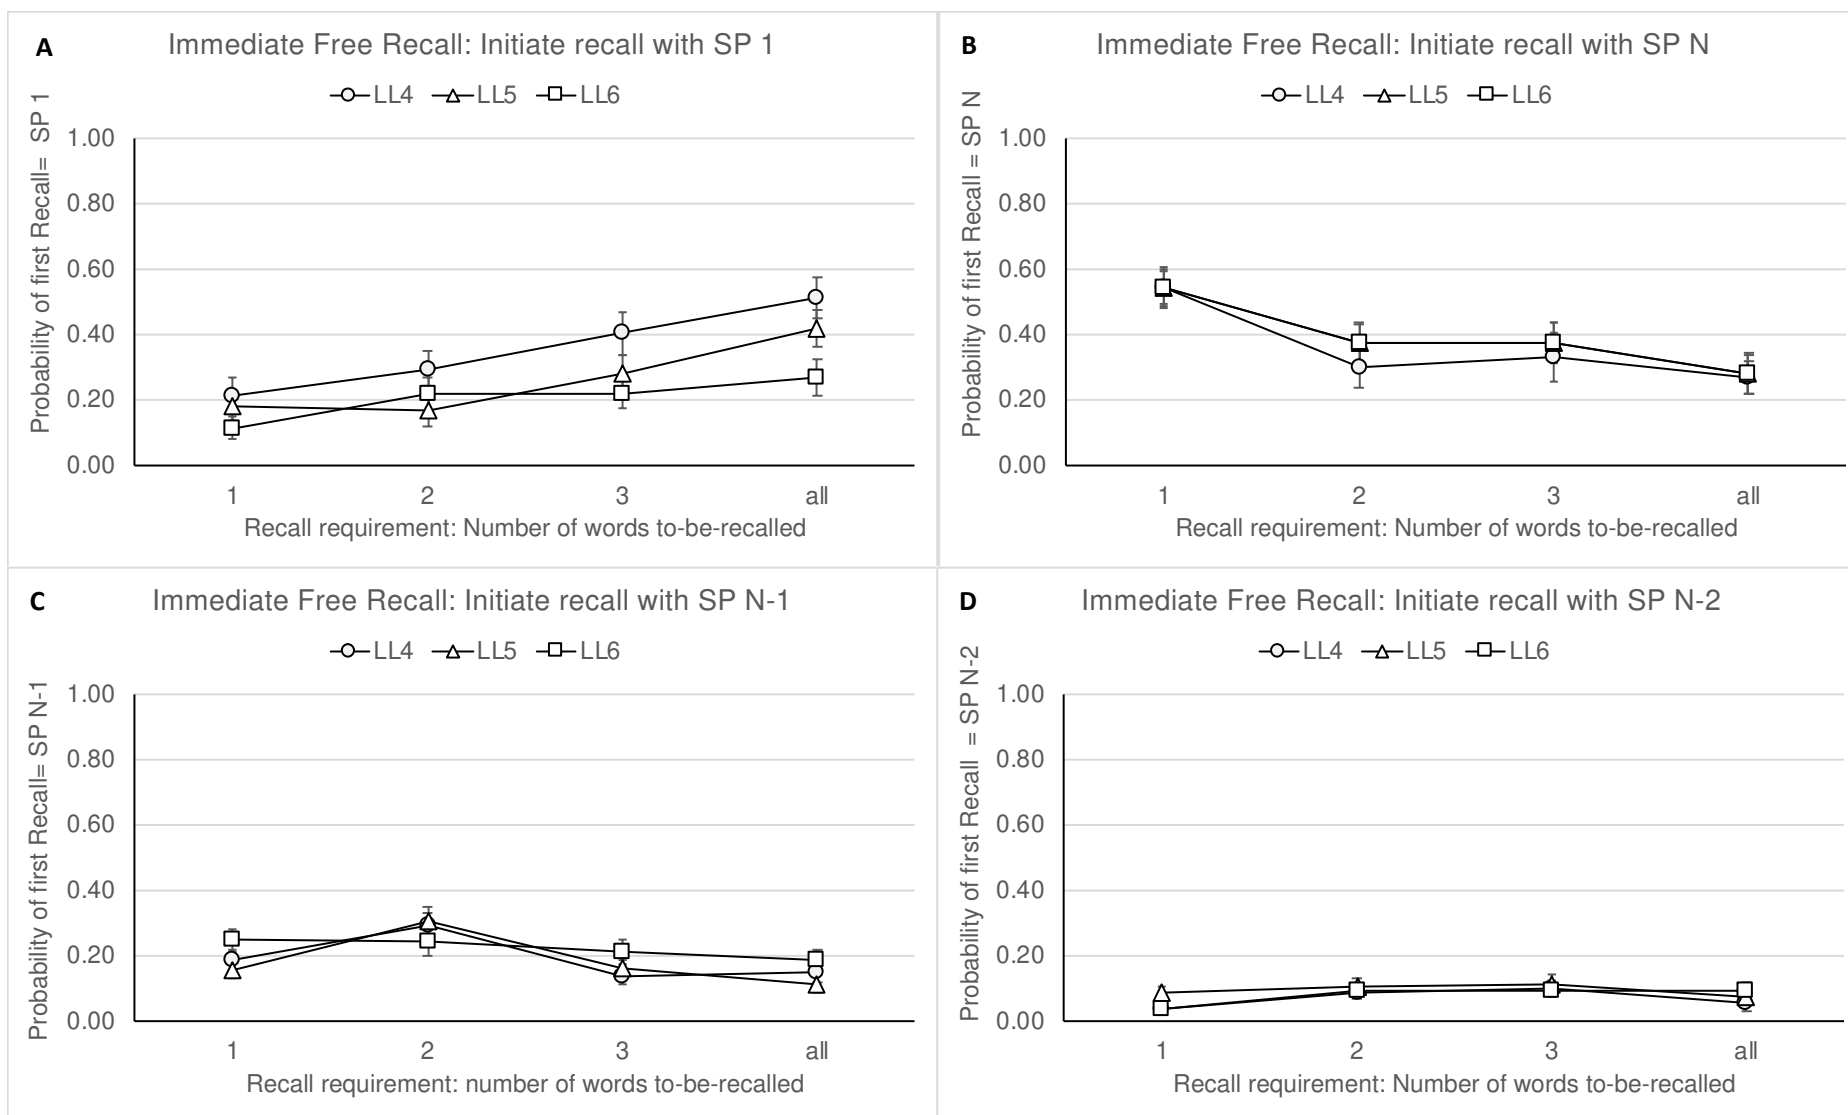 A
Immediate Free Recall: Initiate recall with SP 1
LL4 LL5 LL6
Probability of first Recall= SP 1
1.00
0.80
0.60
0.40
0.20
0.00
1 2 3 all
Recall requirement: Number of words to-be-recalled
B
Immediate Free Recall: Initiate recall with SP N
LL4 LL5 LL6
Probability of first Recall = SP N
1.00
0.80
0.60
0.40
0.20
0.00
1 2 3 all
Recall requirement: Number of words to-be-recalled
C
Immediate Free Recall: Initiate recall with SP N-1
LL4 LL5 LL6
Probability of first Recall= SP N-1
1.00
0.80
0.60
0.40
0.20
0.00
1 2 3 all
Recall requirement: number of words to-be-recalled
D
Immediate Free Recall: Initiate recall with SP N-2
LL4 LL5 LL6
Probability of first Recall = SP N-2
1.00
0.80
0.60
0.40
0.20
0.00
1 2 3 all
Recall requirement: Number of words to-be-recalled